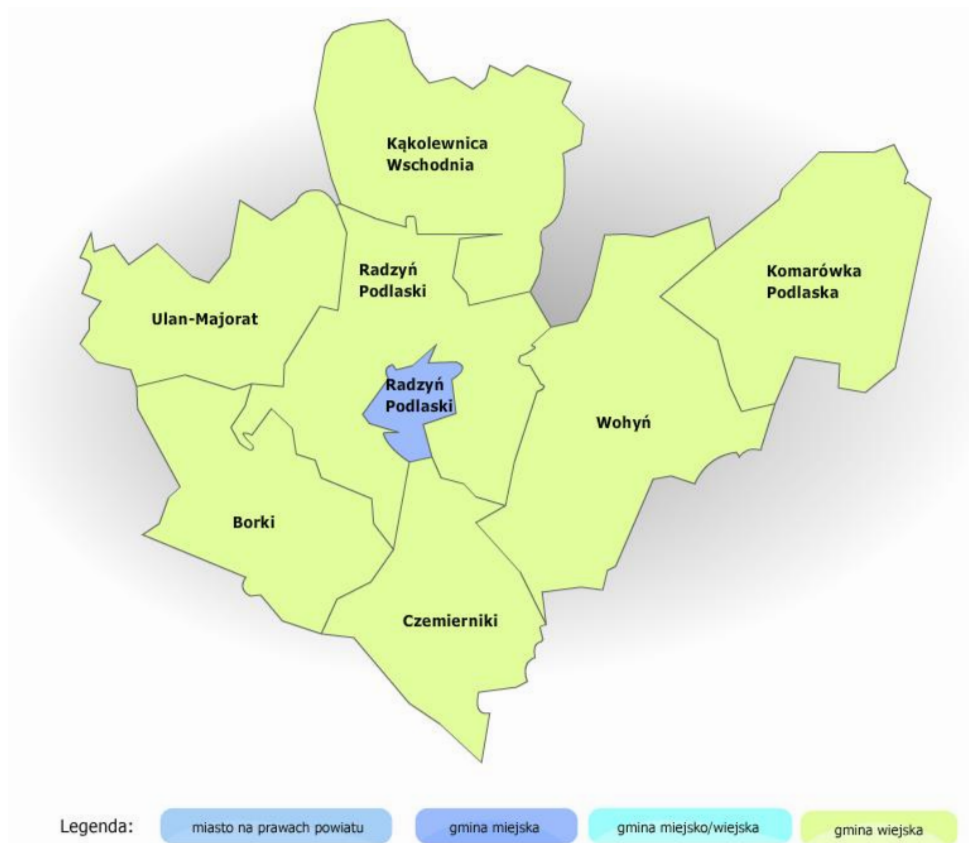 Kąkolewnica
Wschodnia
Radzyń
Podlaski
Komarówka
Podlaska
Ulan-Majorat
Radzyń
Podlaski
Wohyń
Borki
Czemierniki
Legenda:
miasto na prawach powiatu
gmina miejska
gmina miejsko/wiejska
gmina wiejska